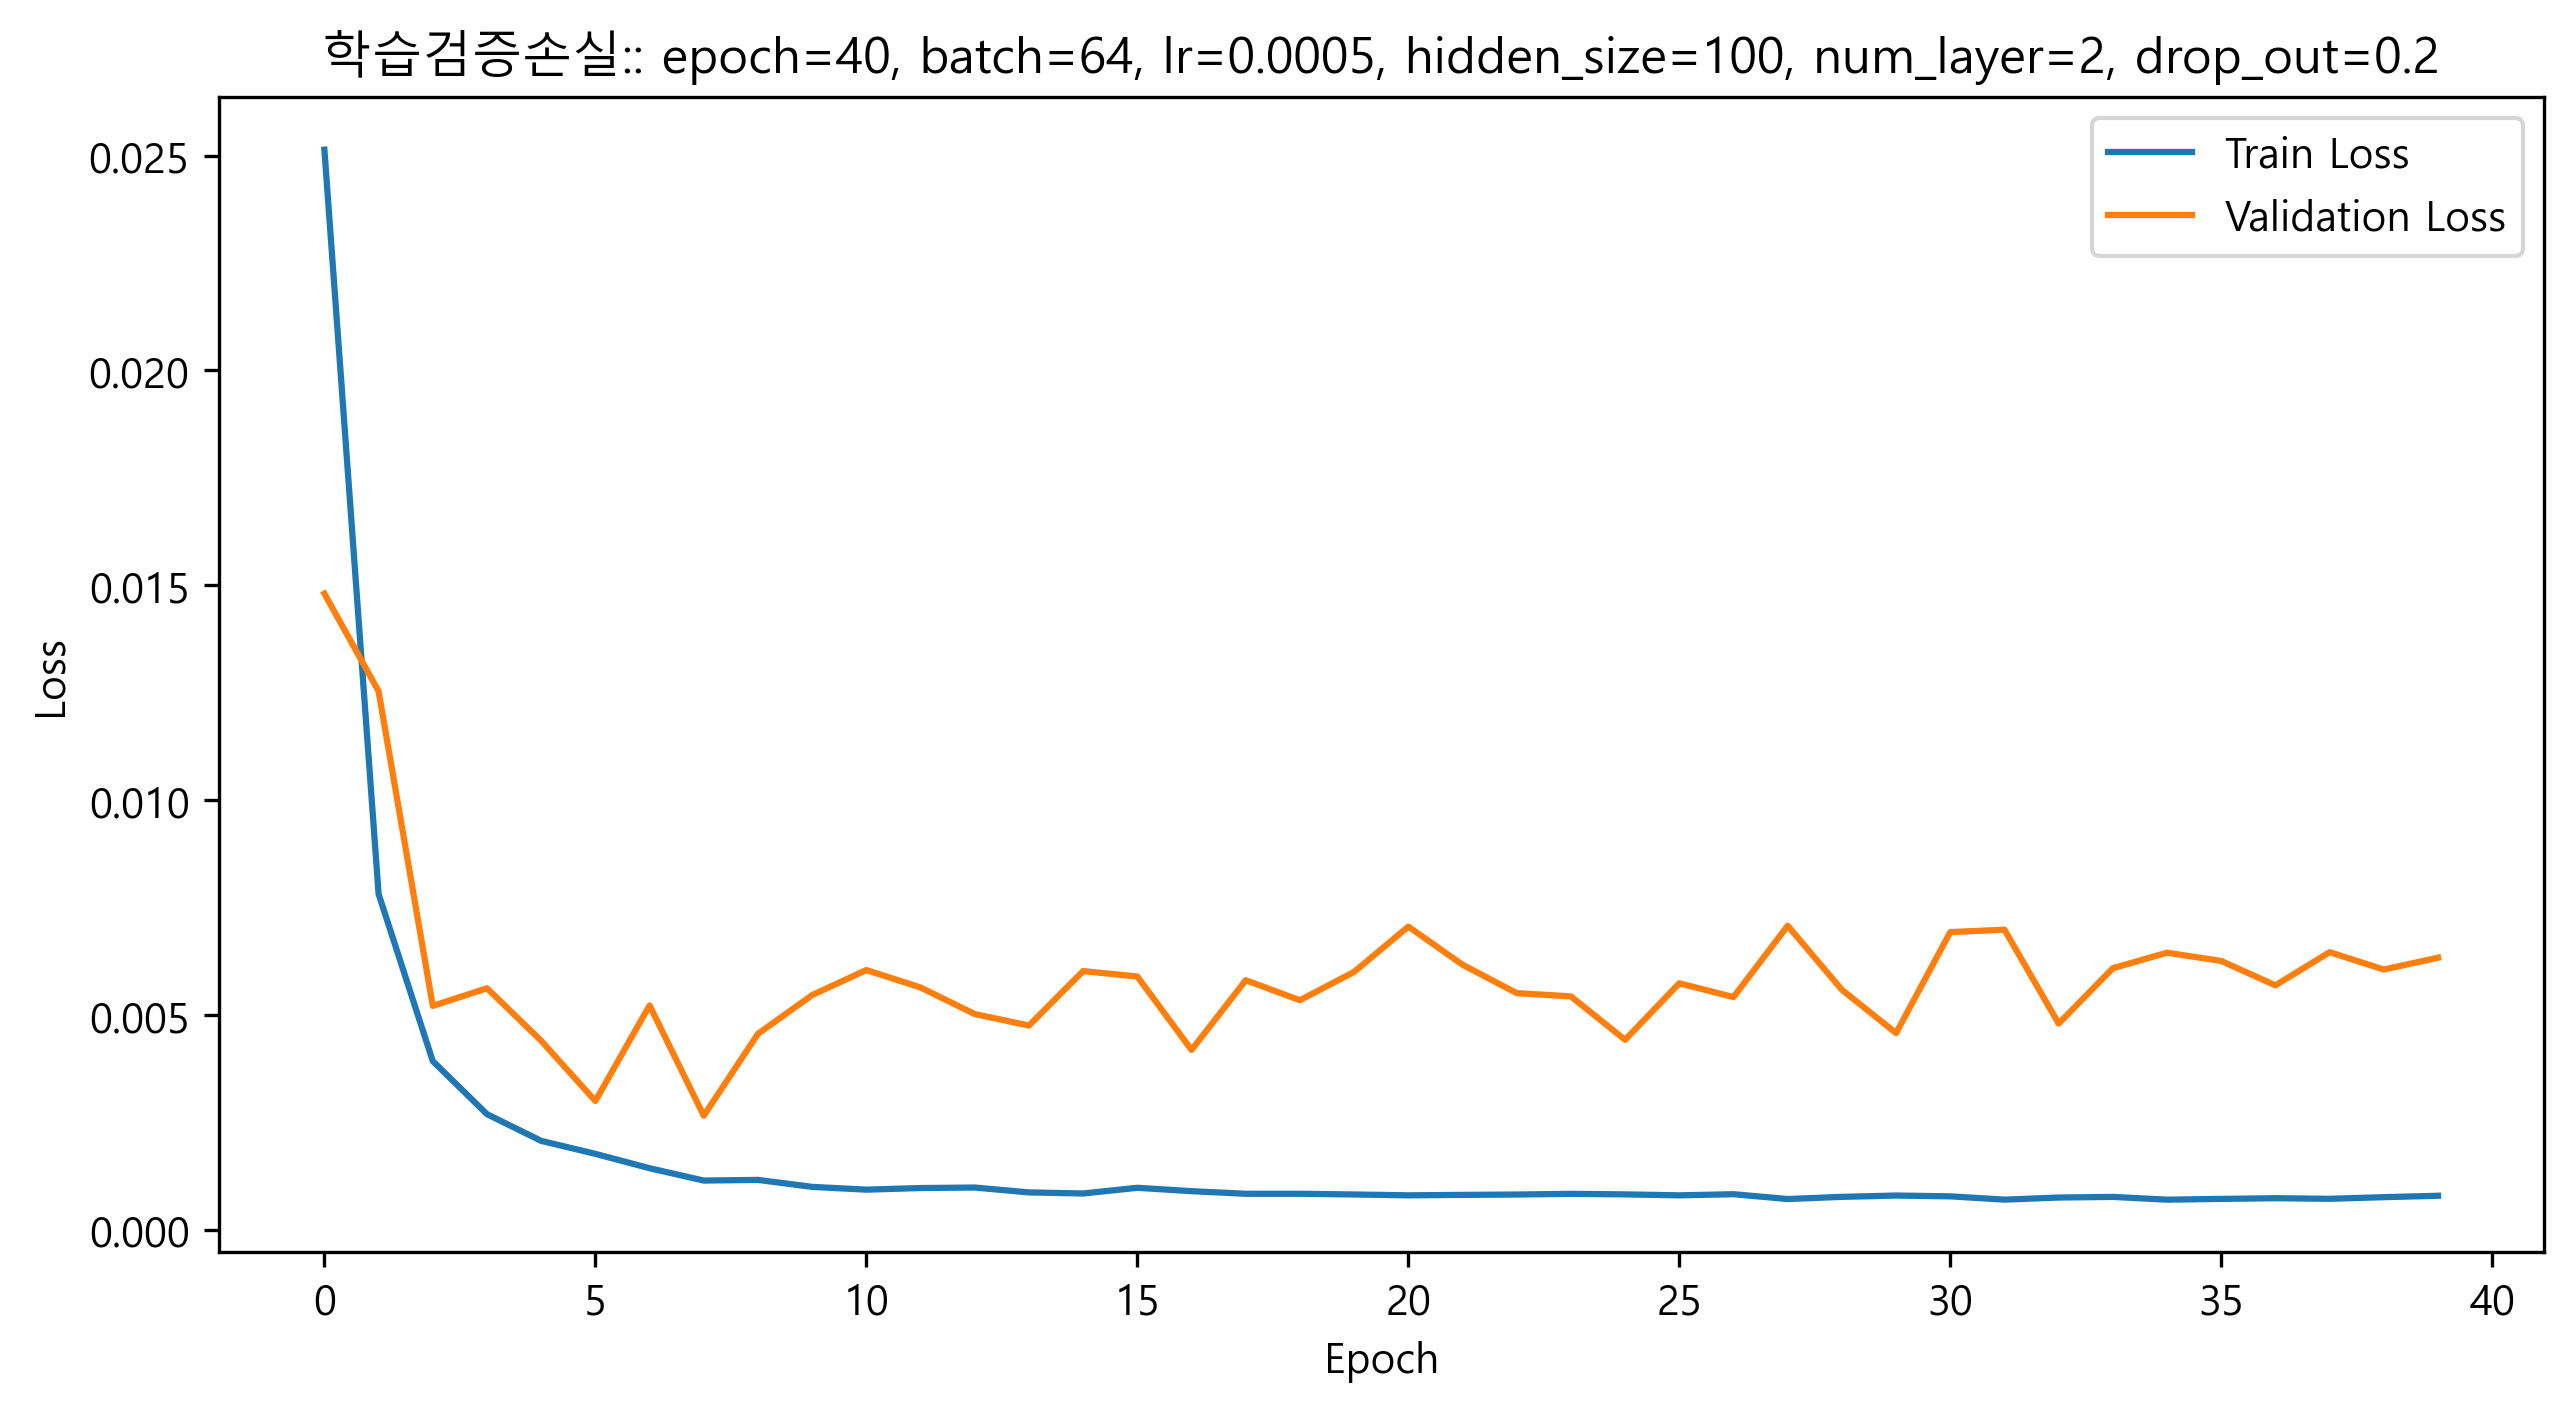 학습검증손실:: epoch=40, batch=64, lr=0.0005, hidden_size=100, num_layer=2, drop_out=0.2
Train Loss
Validation Loss
0.025
0.020
0.015
0.010
0.005
0.000
Loss
0 5 10 15 20 25 30 35 40
Epoch